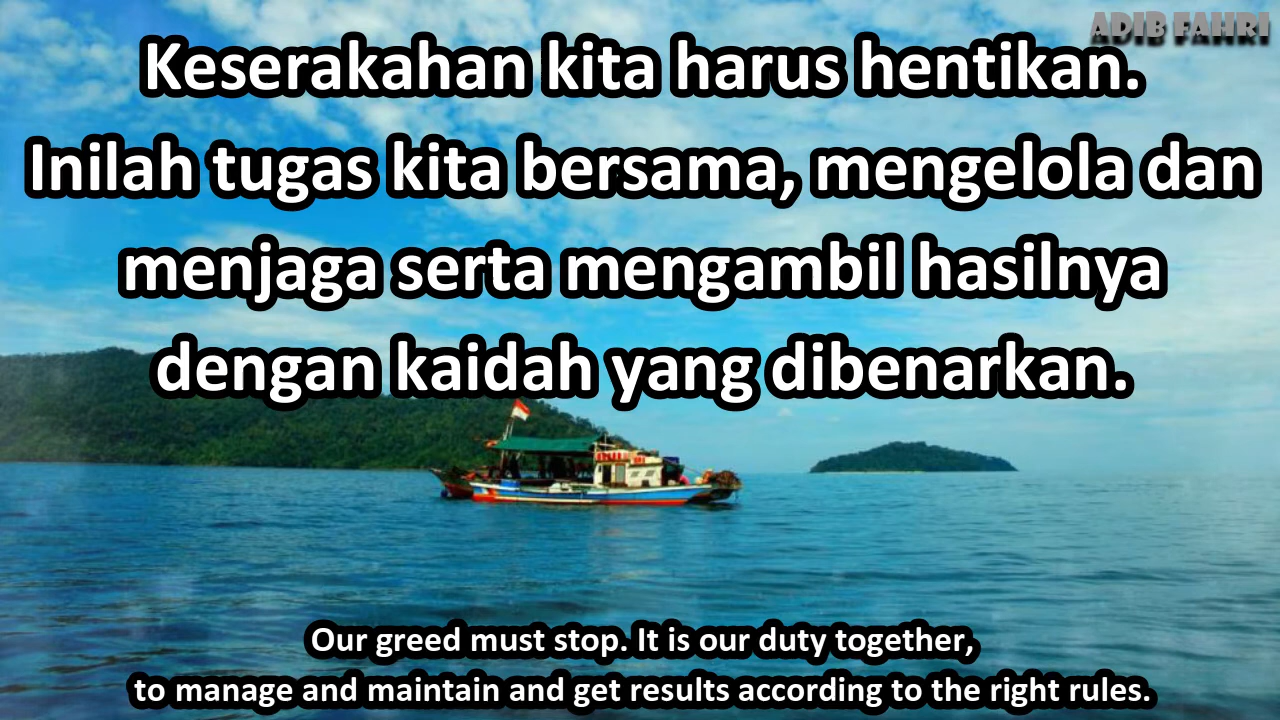 ADIB FAHRI
Keserakahan kita harus hentikan.
Inilah tugas kita bersama, mengelola dan
menjaga serta mengambil hasilnya
dengan kaidah yang dibenarkan.
Our greed must stop. It is our duty together,
to manage and maintain and get results according to the right rules.